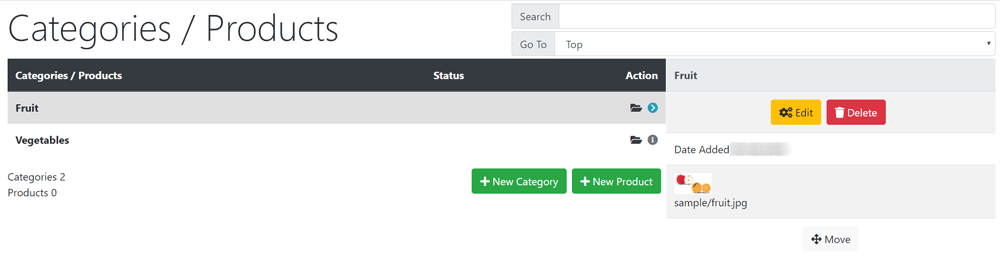 Categories / Products
Search
Go To Top
Categories / Products Status Action
Fruit
Vegetables
Categories 2
Products 0
New Category New Product
Fruit
Edit Delete
Date Added
sample/fruit.jpg
Move